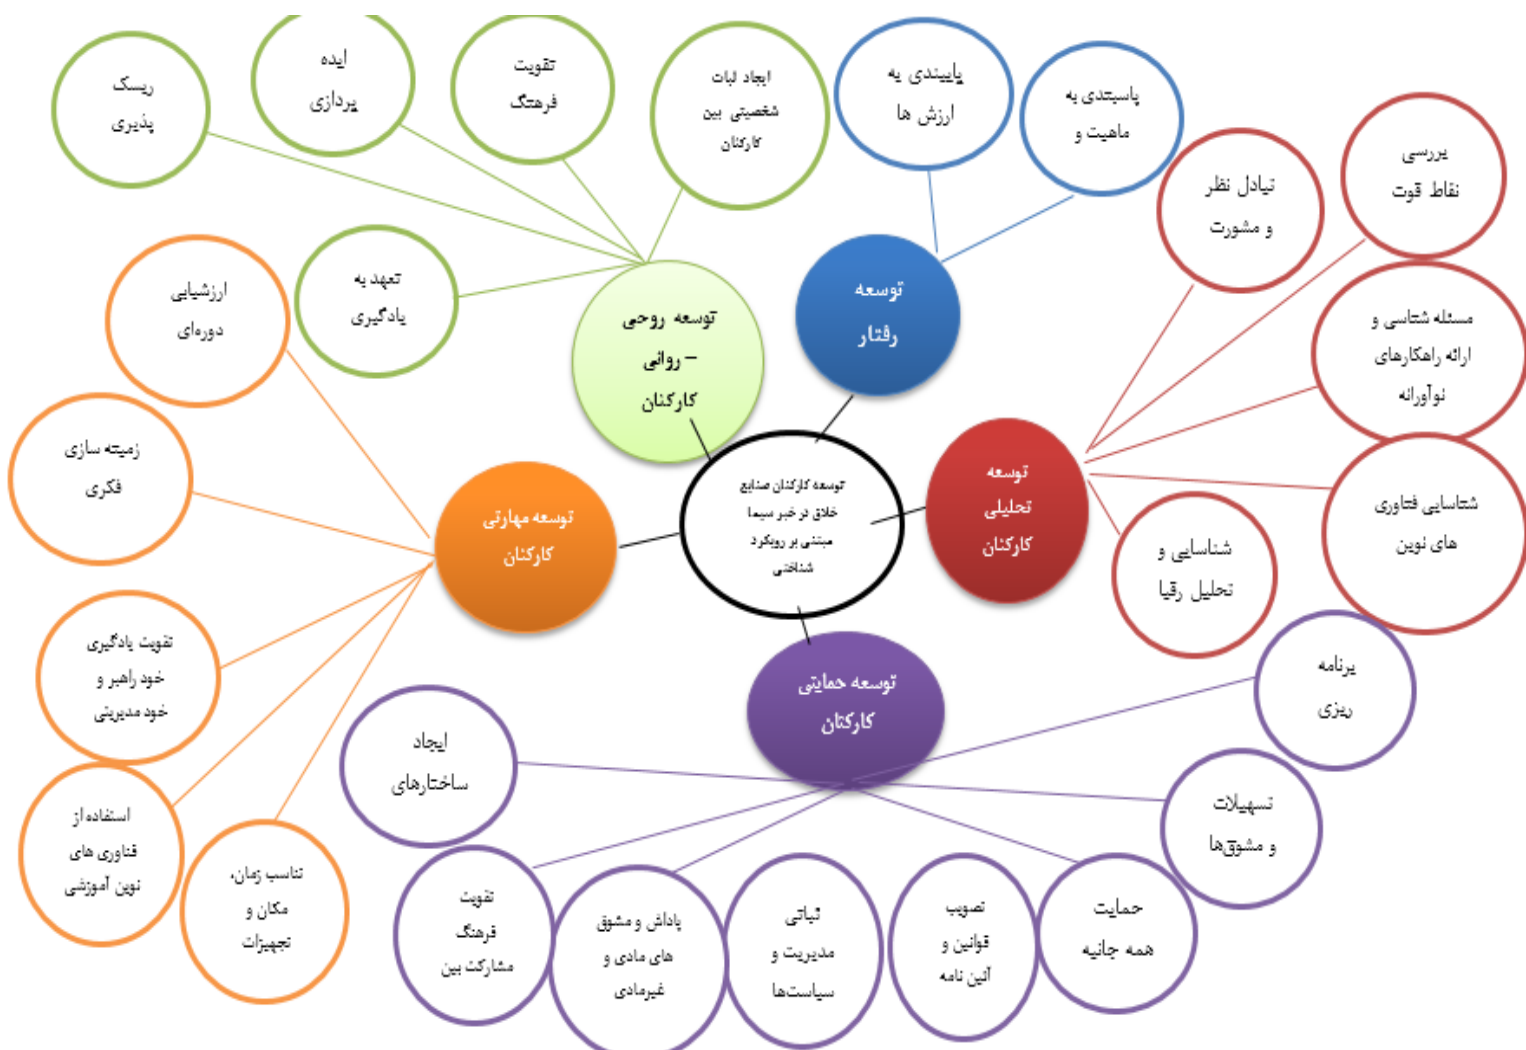 ریسک
پذیری
ایده
پردازی
تقویت
فرهنگ
ایجاد ثبات
شخصیتی بین
کارکنان
پایبندی به
ارزش ها
پاسبندی به
ماهیت و
تبادل نظر
و مشورت
بررسی
نقاط قوت
تعهد به
یادگیری
ارزشیابی
دوره‌ای
توسعه روحی
– روانی
کارکنان
توسعه
رفتار
مسئله شناسی و
ارائه راهکارهای
نوآورانه
زمینه سازی
فکری
توسعه مهارتی
کارکنان
توسعه کارکنان صنایع
خلاق در خبر سیما
مبتنی بر رویکرد
شناختی
توسعه
تحلیلی
کارکنان
شناسایی فناوری
های نوین
شناسایی و
تحلیل رقبا
تقویت یادگیری
خود راهبر و
خود مدیریتی
توسعه حمایتی
کارکنان
برنامه
ریزی
ایجاد
ساختارهای
تسهیلات
و مشوق‌ها
استفاده از
فناوری های
نوین آموزشی
تناسب زمان،
مکان و
تجهیزات
تقویت
فرهنگ
مشارکت بین
پاداش و مشوق
های مادی و
غیرمادی
ثباتی
مدیریت و
سیاست‌ها
تصویب
قوانین و
آئین نامه
حمایت
همه جانبه